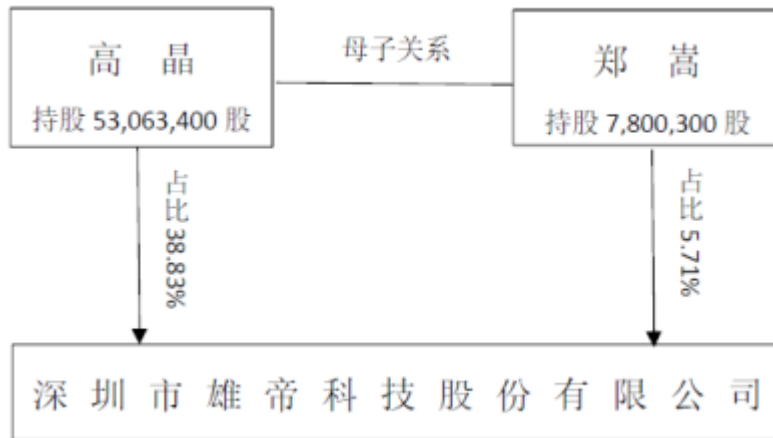 高 晶
持股 53,063,400 股
母子关系
郑 嵩
持股 7,800,300 股
占比 38.83%
占比 5.71%
深 圳 市 雄 帝 科 技 股 份 有 限 公 司